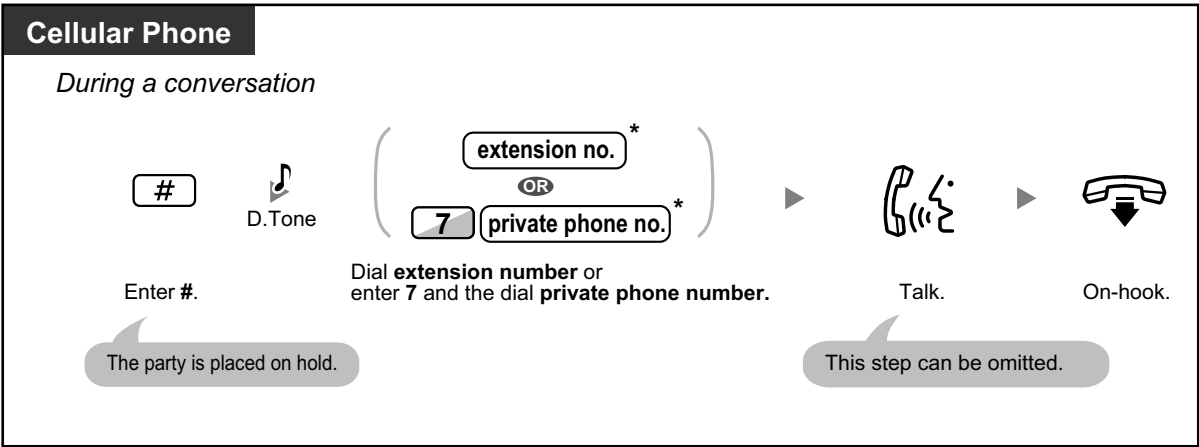 Cellular Phone
During a conversation
#
D.Tone
extension no.*
OR
7 private phone no.*
Enter #.
Dial extension number or
enter 7 and the dial private phone number.
Talk.
On-hook.
The party is placed on hold.
This step can be omitted.